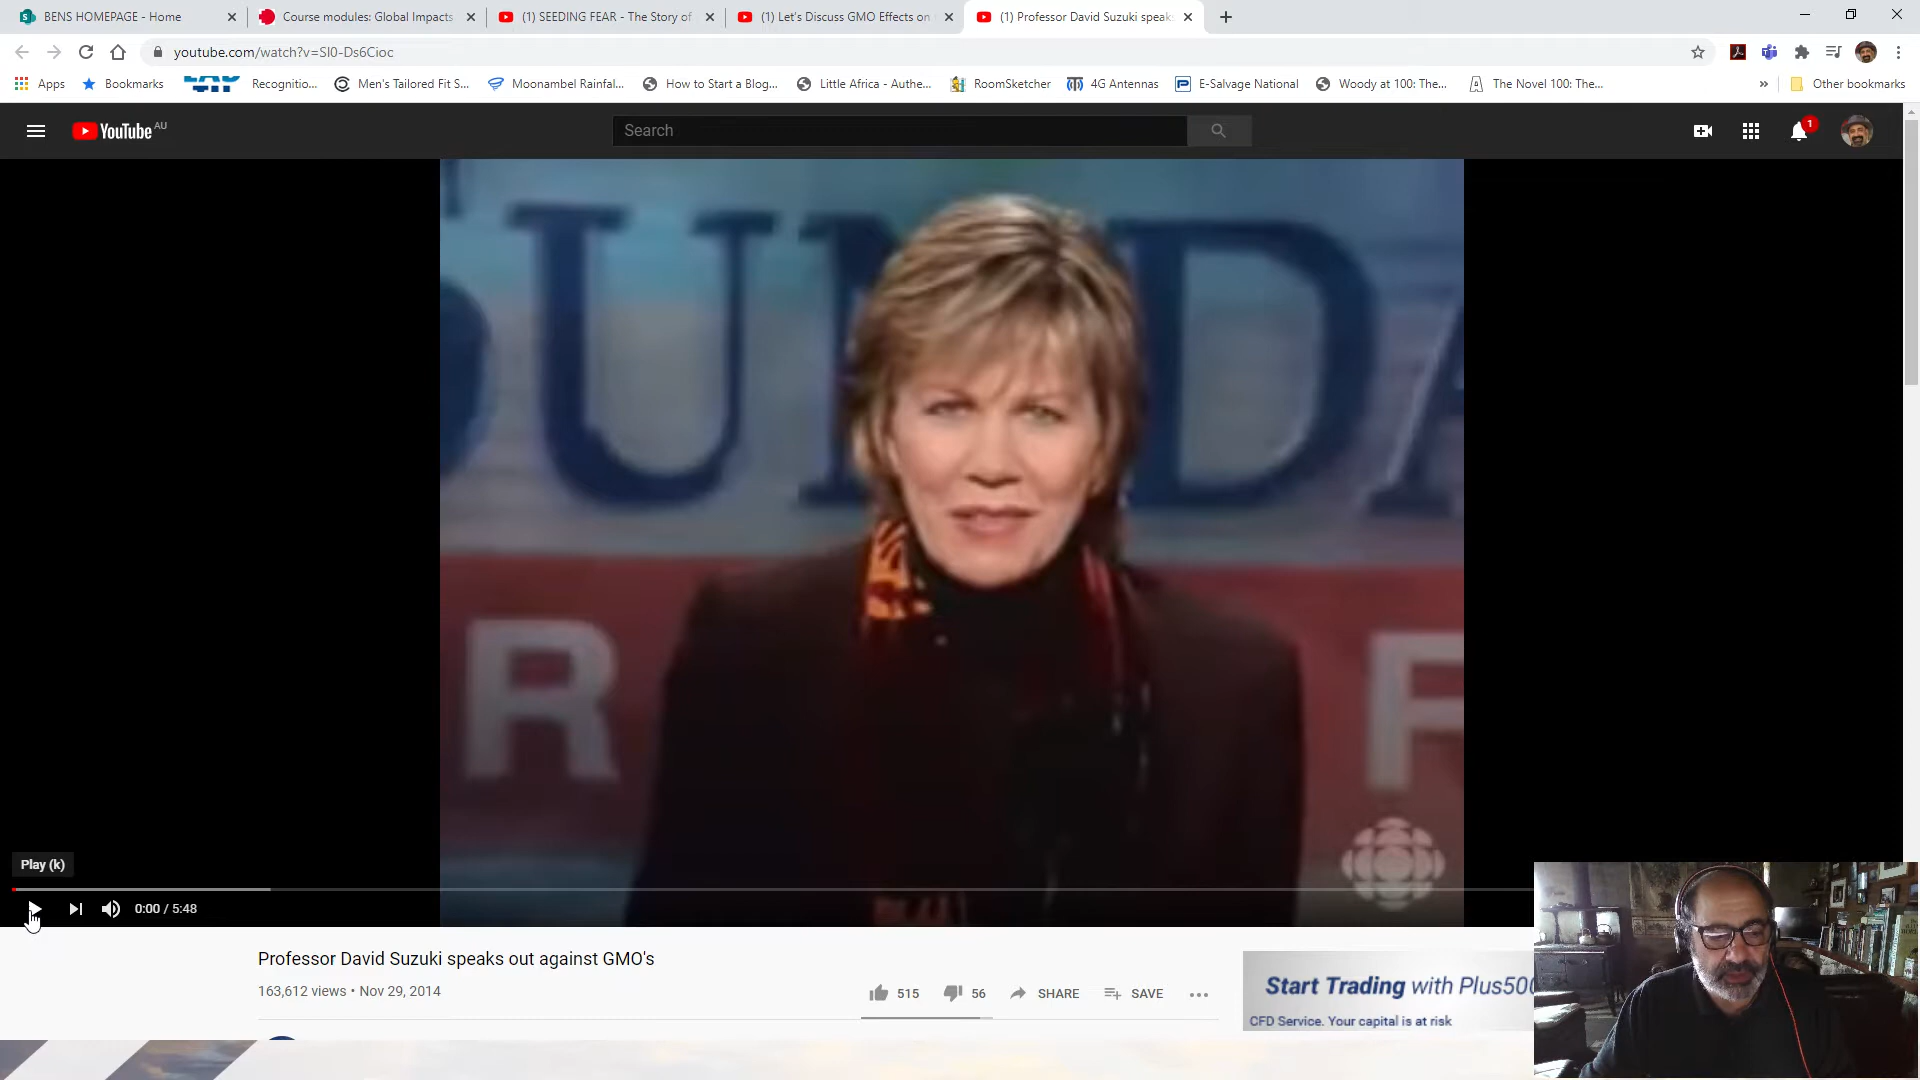 BENS HOMEPAGE - Home
Course modules: Global Impacts
(1) SEEDING FEAR - The Story of
(1) Let's Discuss GMO Effects on
(1) Professor David Suzuki speak
youtube.com/watch?v=Sl0-Ds6Cioc
Apps
Bookmarks
Recognitio...
Men's Tailored Fit S...
Moonambel Rainfal...
How to Start a Blog...
Little Africa - Authe...
RoomSketcher
4G Antennas
E-Salvage National
Woody at 100: The...
The Novel 100: The...
»
Other bookmarks
YouTube AU
Search
1
UNDA
R
F
Play (k)
0:00 / 5:48
Professor David Suzuki speaks out against GMO's
163,612 views • Nov 29, 2014
515
56
SHARE
SAVE
Start Trading with Plus500
CFD Service. Your capital is at risk